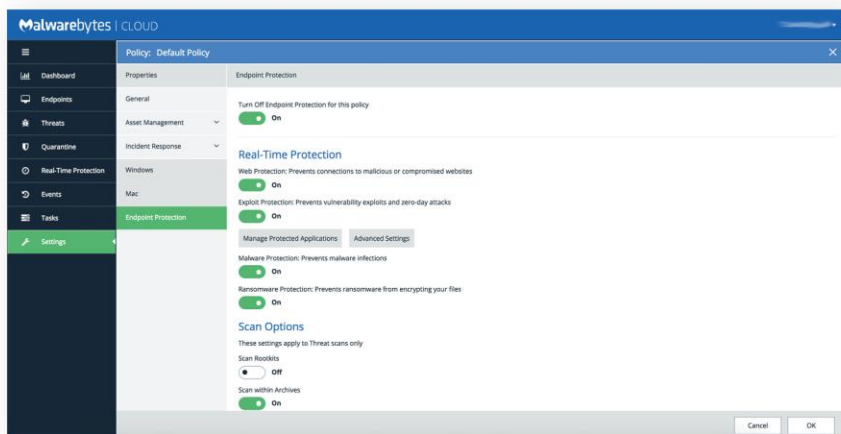 Malwarebytes | CLOUD
Policy: Default Policy
Dashboard
Endpoints
Threats
Quarantine
Real-Time Protection
Events
Tasks
Settings
Properties
General
Asset Management
Incident Response
Windows
Mac
Endpoint Protection
Endpoint Protection
Turn Off Endpoint Protection for this policy
On
Real-Time Protection
Web Protection: Prevents connections to malicious or compromised websites
On
Exploit Protection: Prevents vulnerability exploits and zero-day attacks
On
Manage Protected Applications Advanced Settings
Malware Protection: Prevents malware infections
On
Ransomware Protection: Prevents ransomware from encrypting your files
On
Scan Options
These settings apply to Threat scans only
Scan Rootkits
Off
Scan within Archives
On
Cancel OK